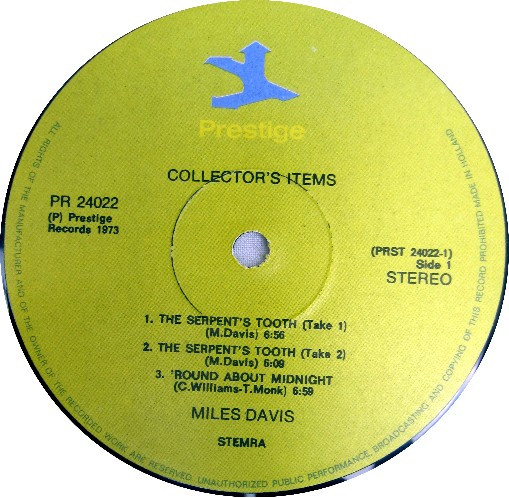 Prestige
COLLECTOR'S ITEMS
PR 24022
(P) Prestige
Records 1973
(PRST 24022-1)
Side 1
STEREO
1. THE SERPENT'S TOOTH (Take 1)
(M.Davis) 6:56
2. THE SERPENT'S TOOTH (Take 2)
(M.Davis) 6:09
3. 'ROUND ABOUT MIDNIGHT
(C.Williams-T.Monk) 5:59
MILES DAVIS
STEMRA
ALL RIGHTS OF THE MANUFACTURER AND OF THE OWNER OF THE RECORDED WORK ARE RESERVED. UNAUTHORIZED PUBLIC PERFORMANCE, BROADCASTING AND COPYING OF THIS RECORD PROHIBITED MADE IN HOLLAND